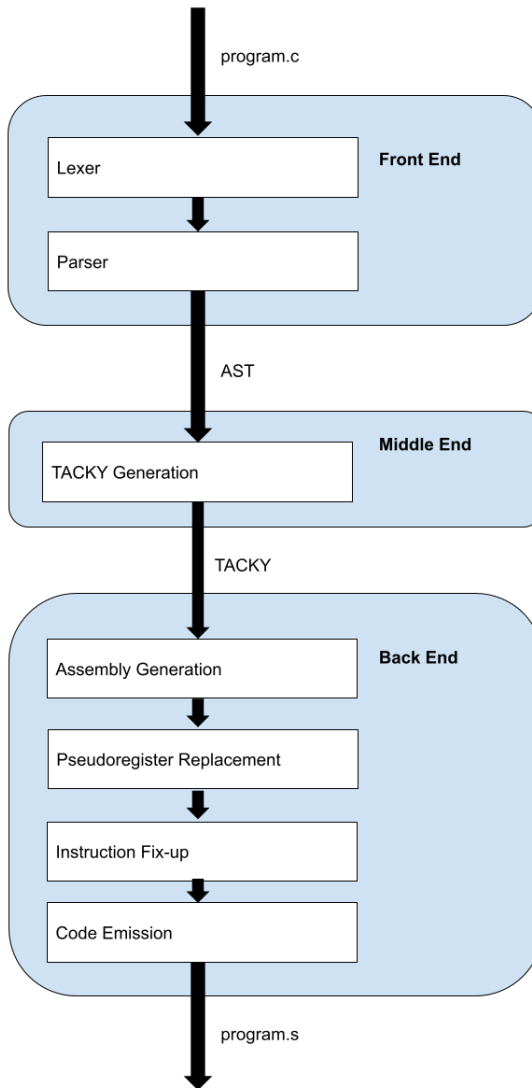 program.c
Front End
Lexer
Parser
AST
Middle End
TACKY Generation
TACKY
Back End
Assembly Generation
Pseudoregister Replacement
Instruction Fix-up
Code Emission
program.s